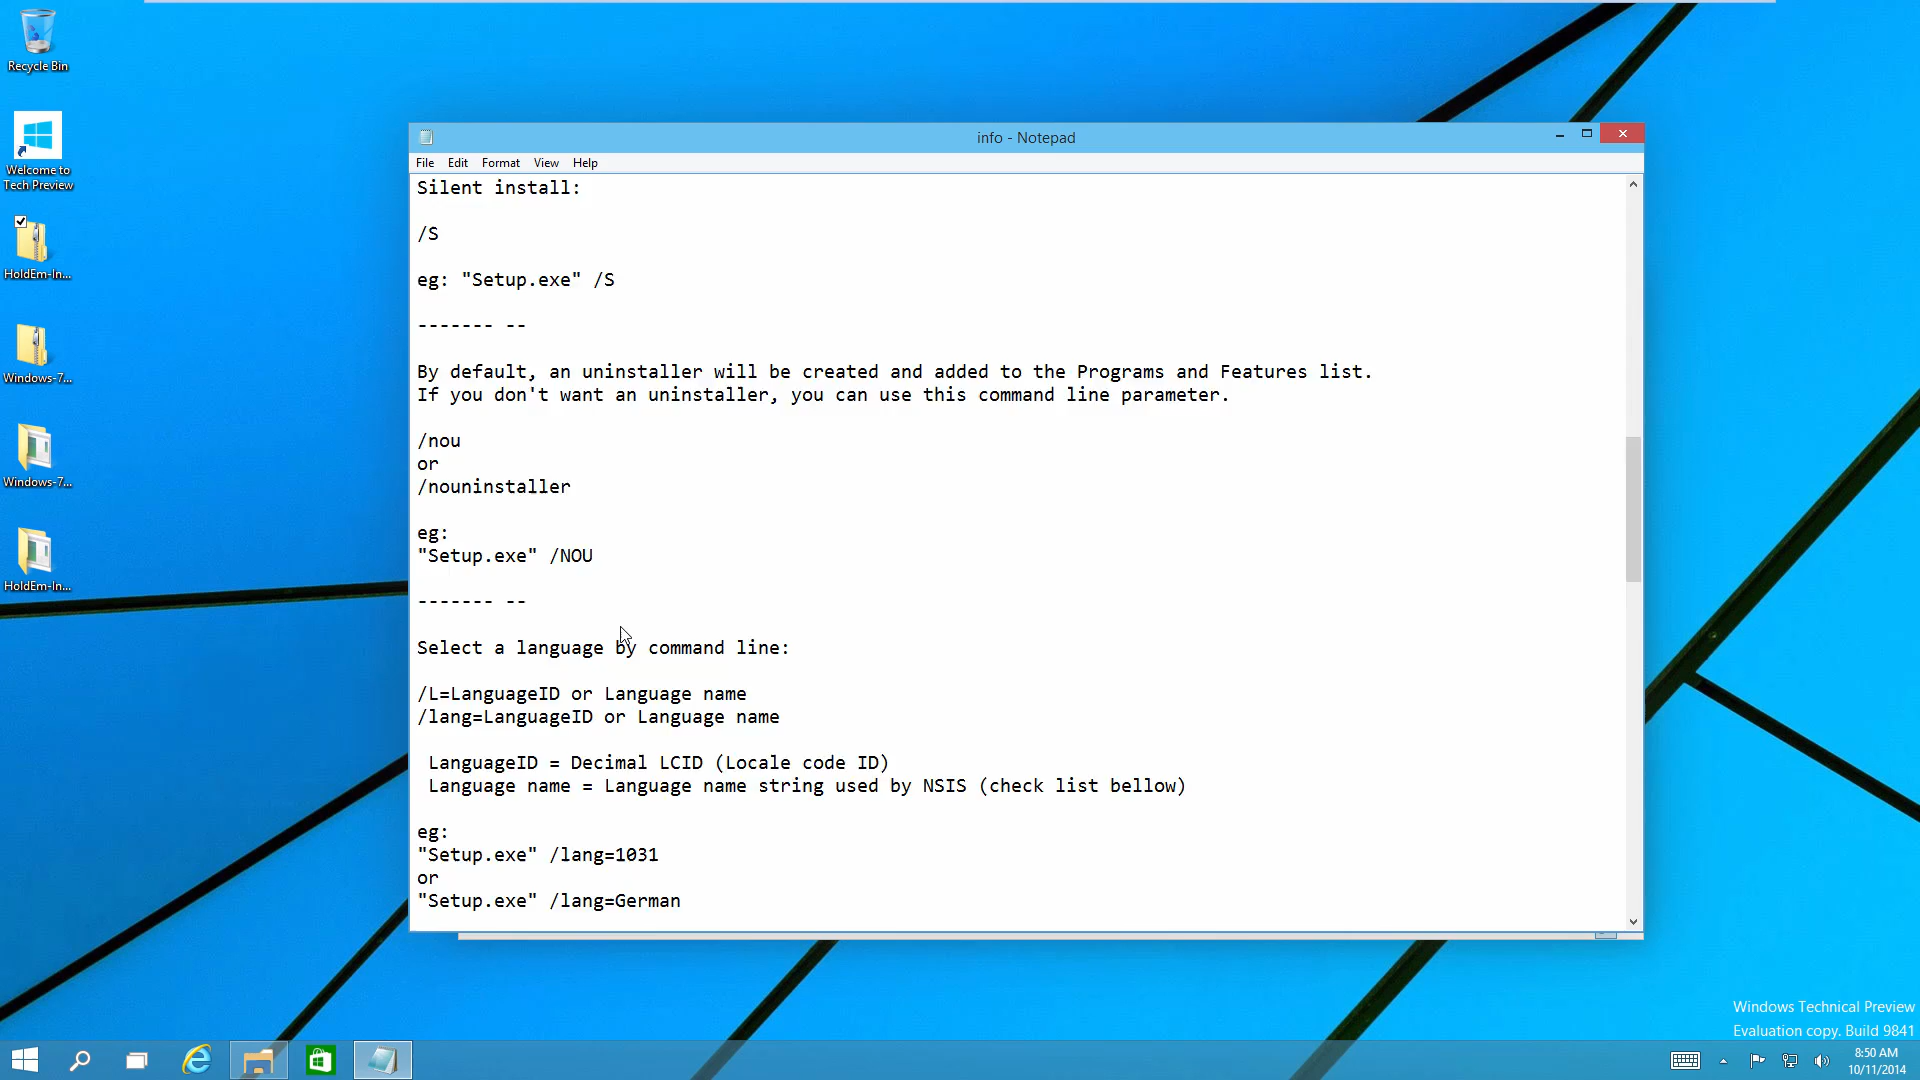 Recycle Bin
Welcome to
Tech Preview
HoldEm-In...
Windows-7...
Windows-7...
HoldEm-In...
info - Notepad
File Edit Format View Help
Silent install:
/S
eg: "Setup.exe" /S
------- --
By default, an uninstaller will be created and added to the Programs and Features list.
If you don't want an uninstaller, you can use this command line parameter.
/nou
or
/nouninstaller
eg:
"Setup.exe" /NOU
------- --
Select a language by command line:
/L=LanguageID or Language name
/lang=LanguageID or Language name
LanguageID = Decimal LCID (Locale code ID)
Language name = Language name string used by NSIS (check list bellow)
eg:
"Setup.exe" /lang=1031
or
"Setup.exe" /lang=German
Windows Technical Preview
Evaluation copy. Build 9841
8:50 AM
10/11/2014